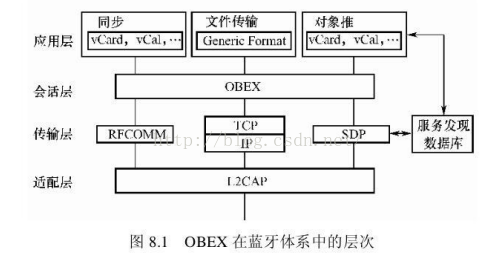 同步
文件传输
对象推
应用层
vCard，vCal，…
Generic Format
vCard，vCal，…
会话层
OBEX
传输层
RFCOMM
TCP
IP
SDP
服务发现
数据库
http://blog.csdn.net/
适配层
L2CAP
图 8.1 OBEX 在蓝牙体系中的层次